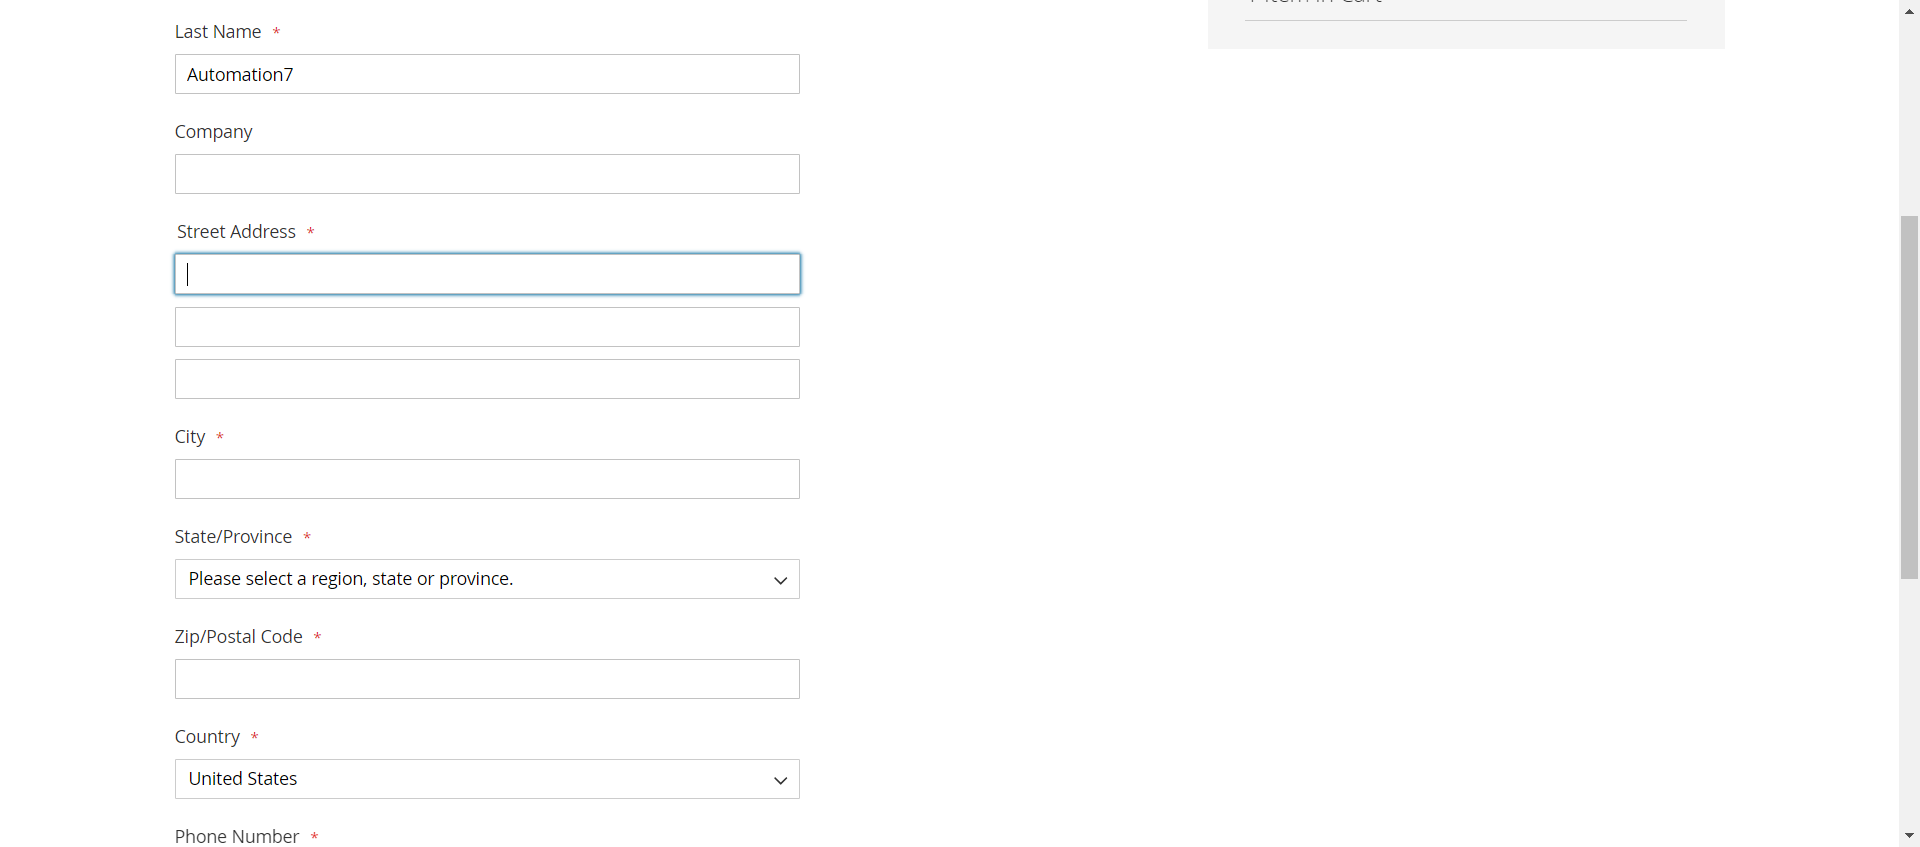 Last Name *
Automation7
Company
Street Address *
City *
State/Province *
Please select a region, state or province.
Zip/Postal Code *
Country *
United States
Phone Number *